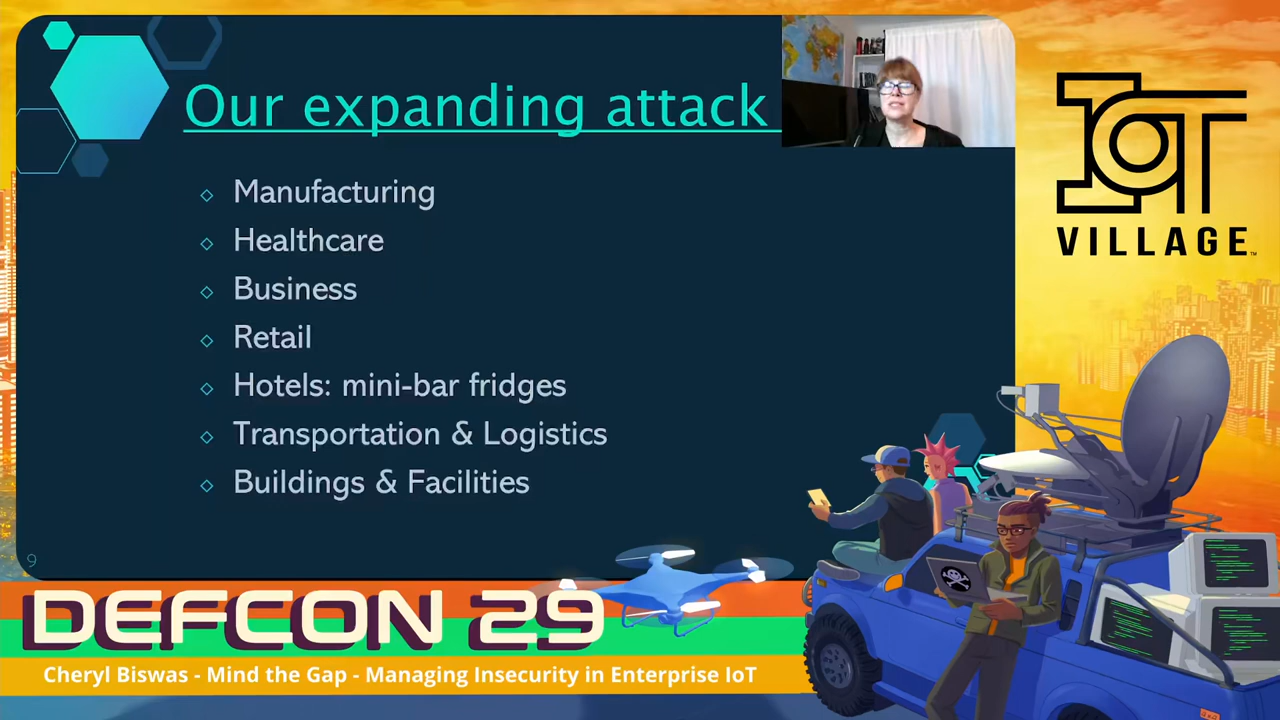 Our expanding attack
Manufacturing
Healthcare
Business
Retail
Hotels: mini-bar fridges
Transportation & Logistics
Buildings & Facilities
9
IOT
VILLAGE™
DEFCON 29
Cheryl Biswas - Mind the Gap - Managing Insecurity in Enterprise IoT